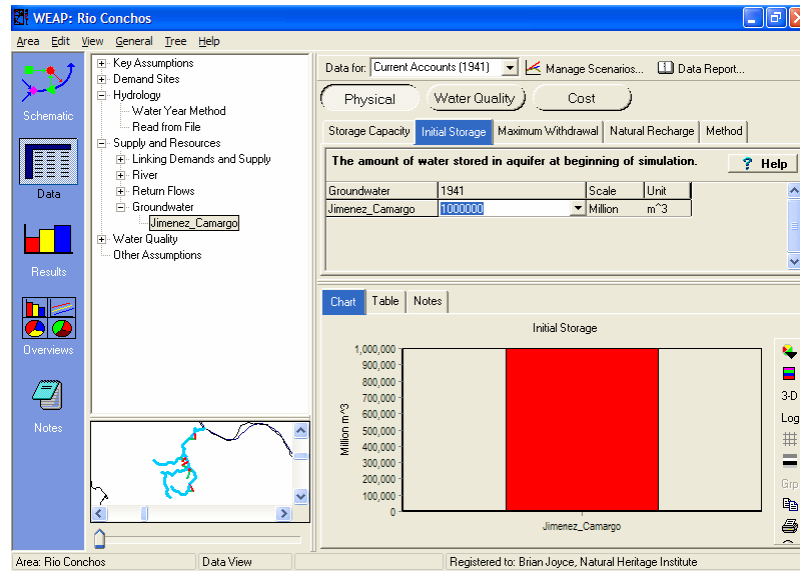 WEAP: Rio Conchos
Area Edit View General Tree Help
Schematic
Data
Results
Overviews
Notes
Key Assumptions
Demand Sites
Hydrology
Water Year Method
Read from File
Supply and Resources
Linking Demands and Supply
River
Return Flows
Groundwater
Jimenez_Camargo
Water Quality
Other Assumptions
Data for: Current Accounts (1941) Manage Scenarios... Data Report...
Physical Water Quality Cost
Storage Capacity Initial Storage Maximum Withdrawal Natural Recharge Method
The amount of water stored in aquifer at beginning of simulation. ? Help
Groundwater 1941 Scale Unit
Jimenez_Camargo 1000000 Million m^3
Chart Table Notes
Initial Storage
Million m^3
1,000,000
900,000
800,000
700,000
600,000
500,000
400,000
300,000
200,000
100,000
0
Jimenez_Camargo
3-D
Log
Grp
Area: Rio Conchos Data View Registered to: Brian Joyce, Natural Heritage Institute